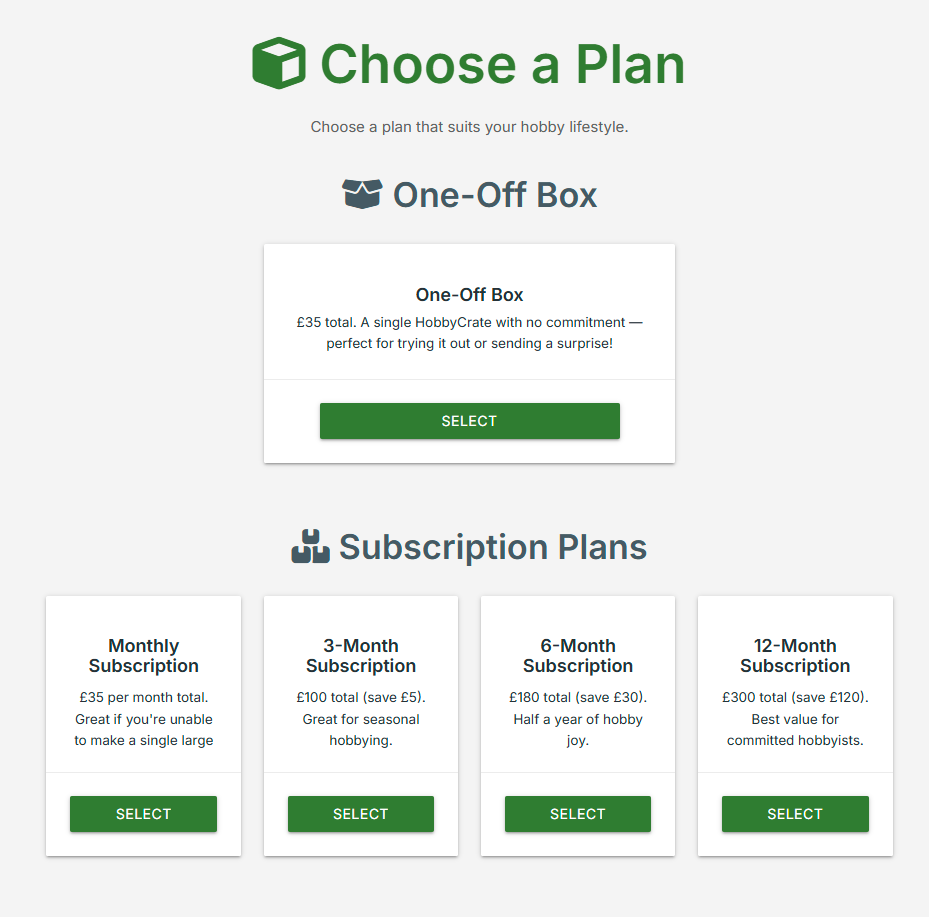 Choose a Plan
Choose a plan that suits your hobby lifestyle.
One-Off Box
One-Off Box
£35 total. A single HobbyCrate with no commitment —
perfect for trying it out or sending a surprise!
SELECT
Subscription Plans
Monthly
Subscription
£35 per month total.
Great if you're unable
to make a single large
SELECT
3-Month
Subscription
£100 total (save £5).
Great for seasonal
hobbying.
SELECT
6-Month
Subscription
£180 total (save £30).
Half a year of hobby
joy.
SELECT
12-Month
Subscription
£300 total (save £120).
Best value for
committed hobbyists.
SELECT